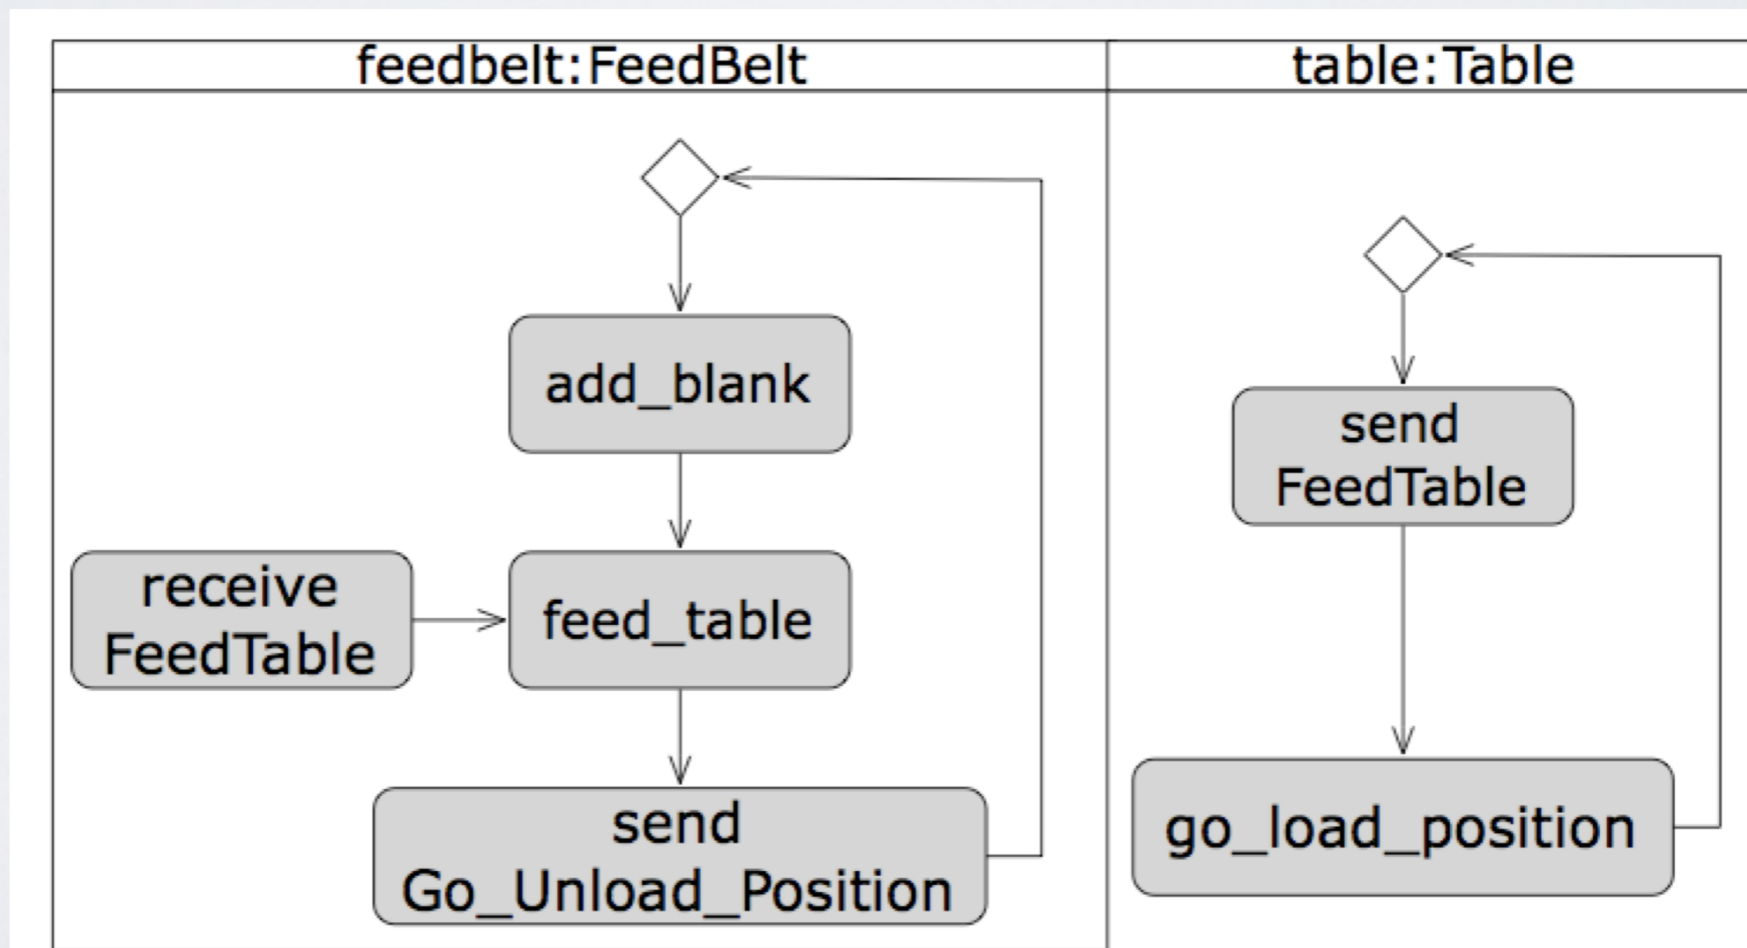 feedbelt:FeedBelt
table:Table
add_blank
send
FeedTable
receive
FeedTable
feed_table
send
Go_Unload_Position
go_load_position